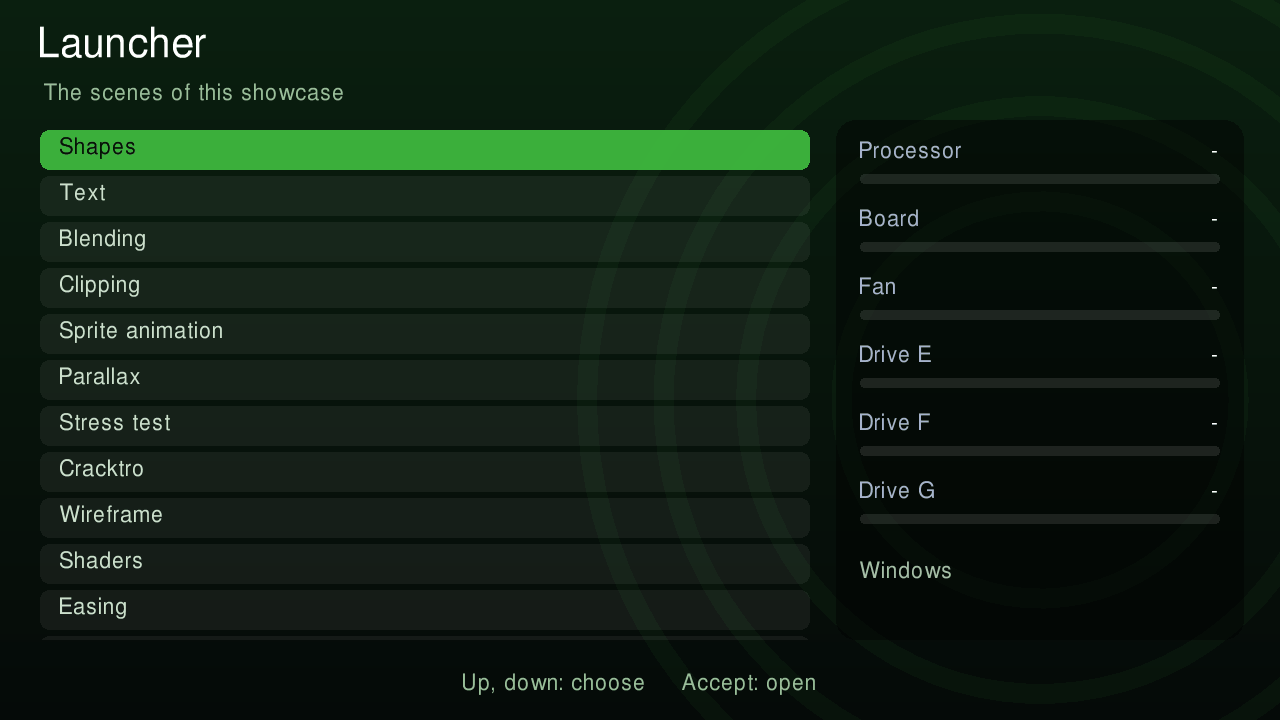 Launcher
The scenes of this showcase
Shapes
Text
Blending
Clipping
Sprite animation
Parallax
Stress test
Cracktro
Wireframe
Shaders
Easing
Processor -
Board -
Fan -
Drive E -
Drive F -
Drive G -
Windows
Up, down: choose Accept: open